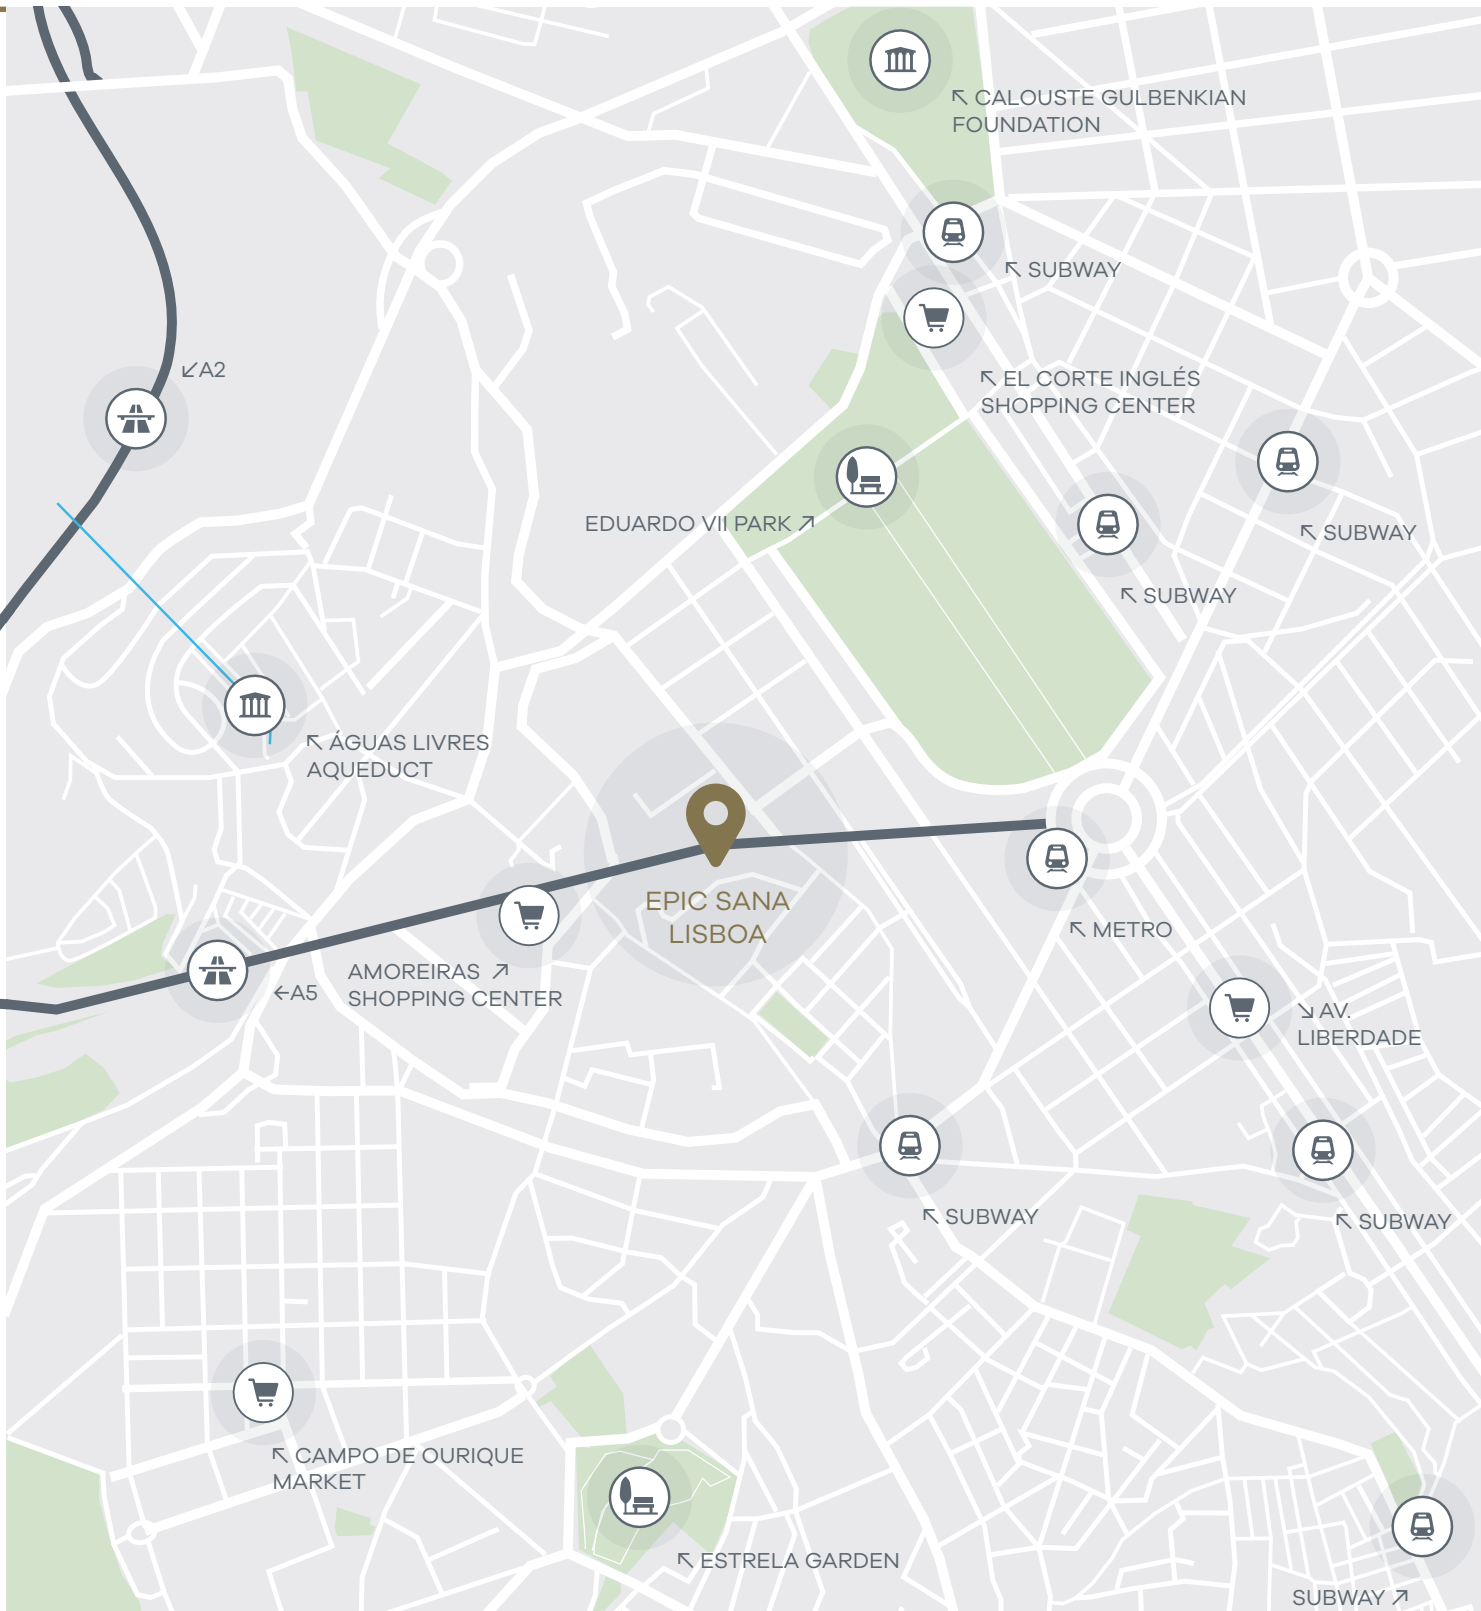 ↖ CALOUSTE GULBENKIAN
FOUNDATION
↖ SUBWAY
↙A2
↖ EL CORTE INGLÉS
SHOPPING CENTER
EDUARDO VII PARK ↗
↖ SUBWAY
↖ SUBWAY
↖ ÁGUAS LIVRES
AQUEDUCT
EPIC SANA
LISBOA
↖ METRO
AMOREIRAS ↗
SHOPPING CENTER
←A5
↘ AV.
LIBERDADE
↖ SUBWAY
↖ SUBWAY
↖ CAMPO DE OURIQUE
MARKET
↖ ESTRELA GARDEN
SUBWAY ↗